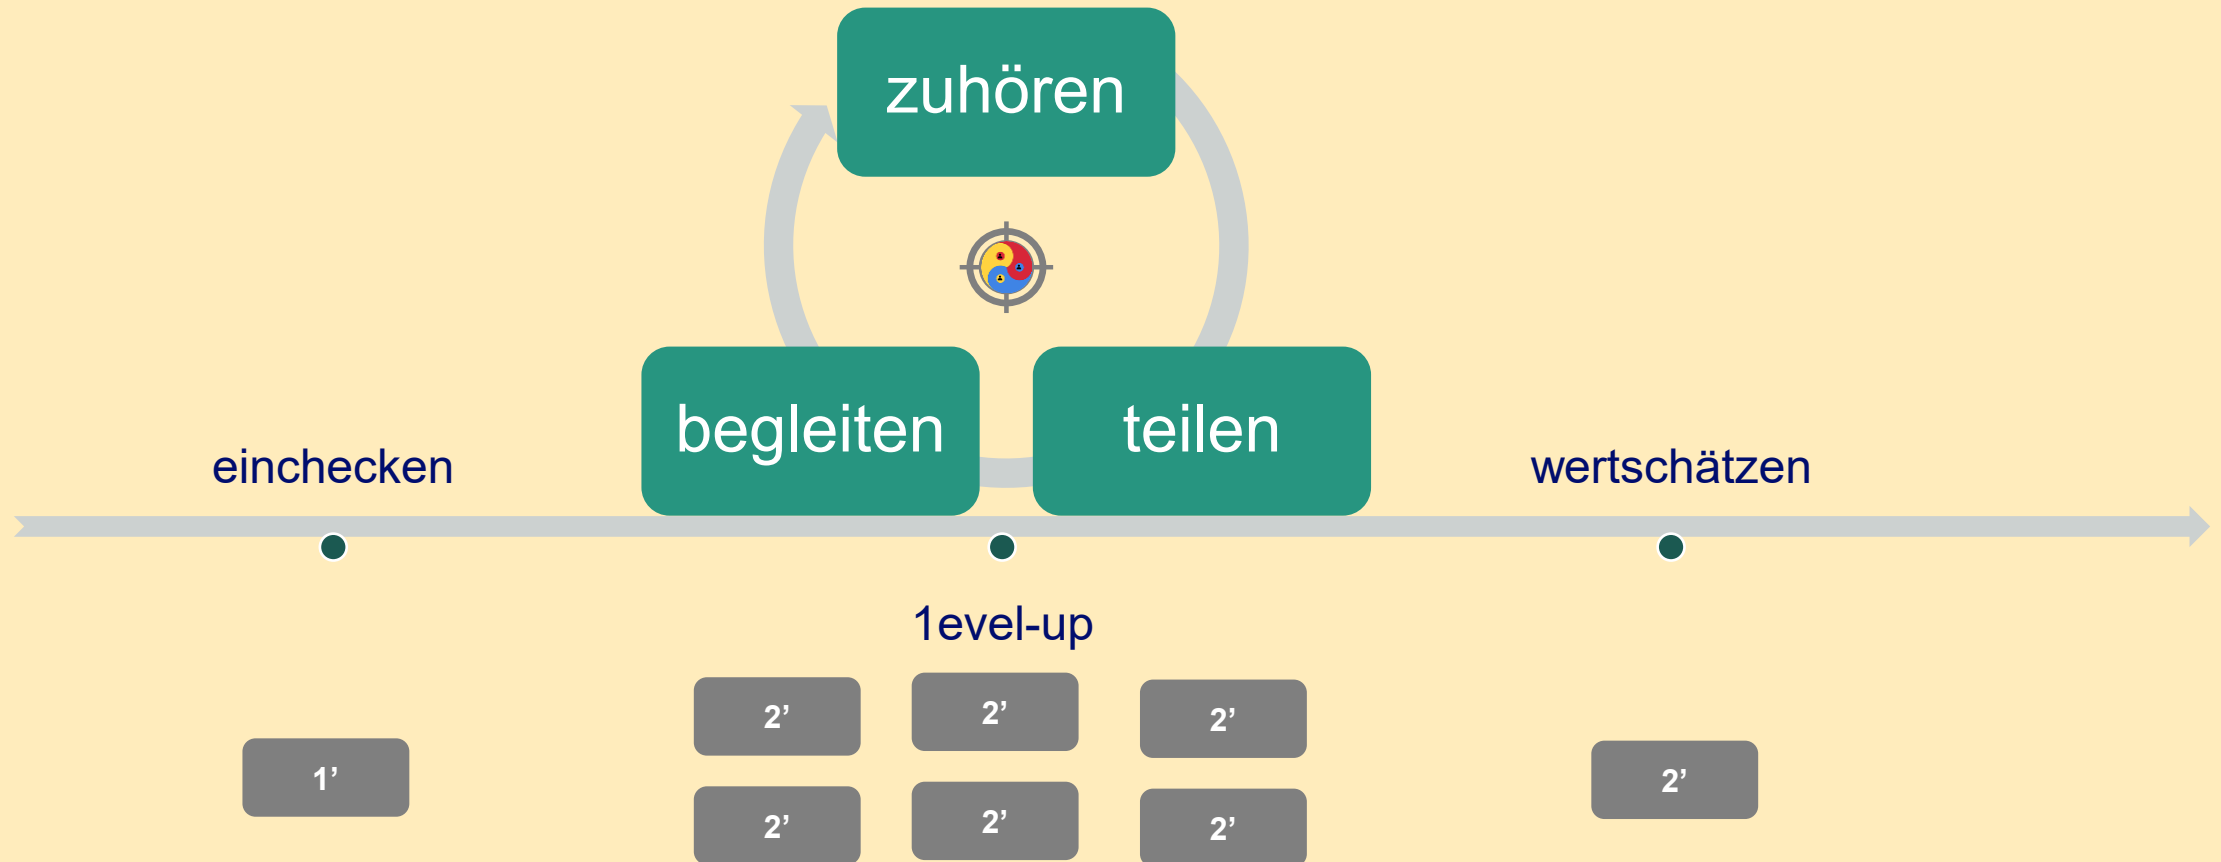 zuhören
begleiten
teilen
einchecken
wertschätzen
1evel-up
2’
2’
2’
1’
2’
2’
2’
2’